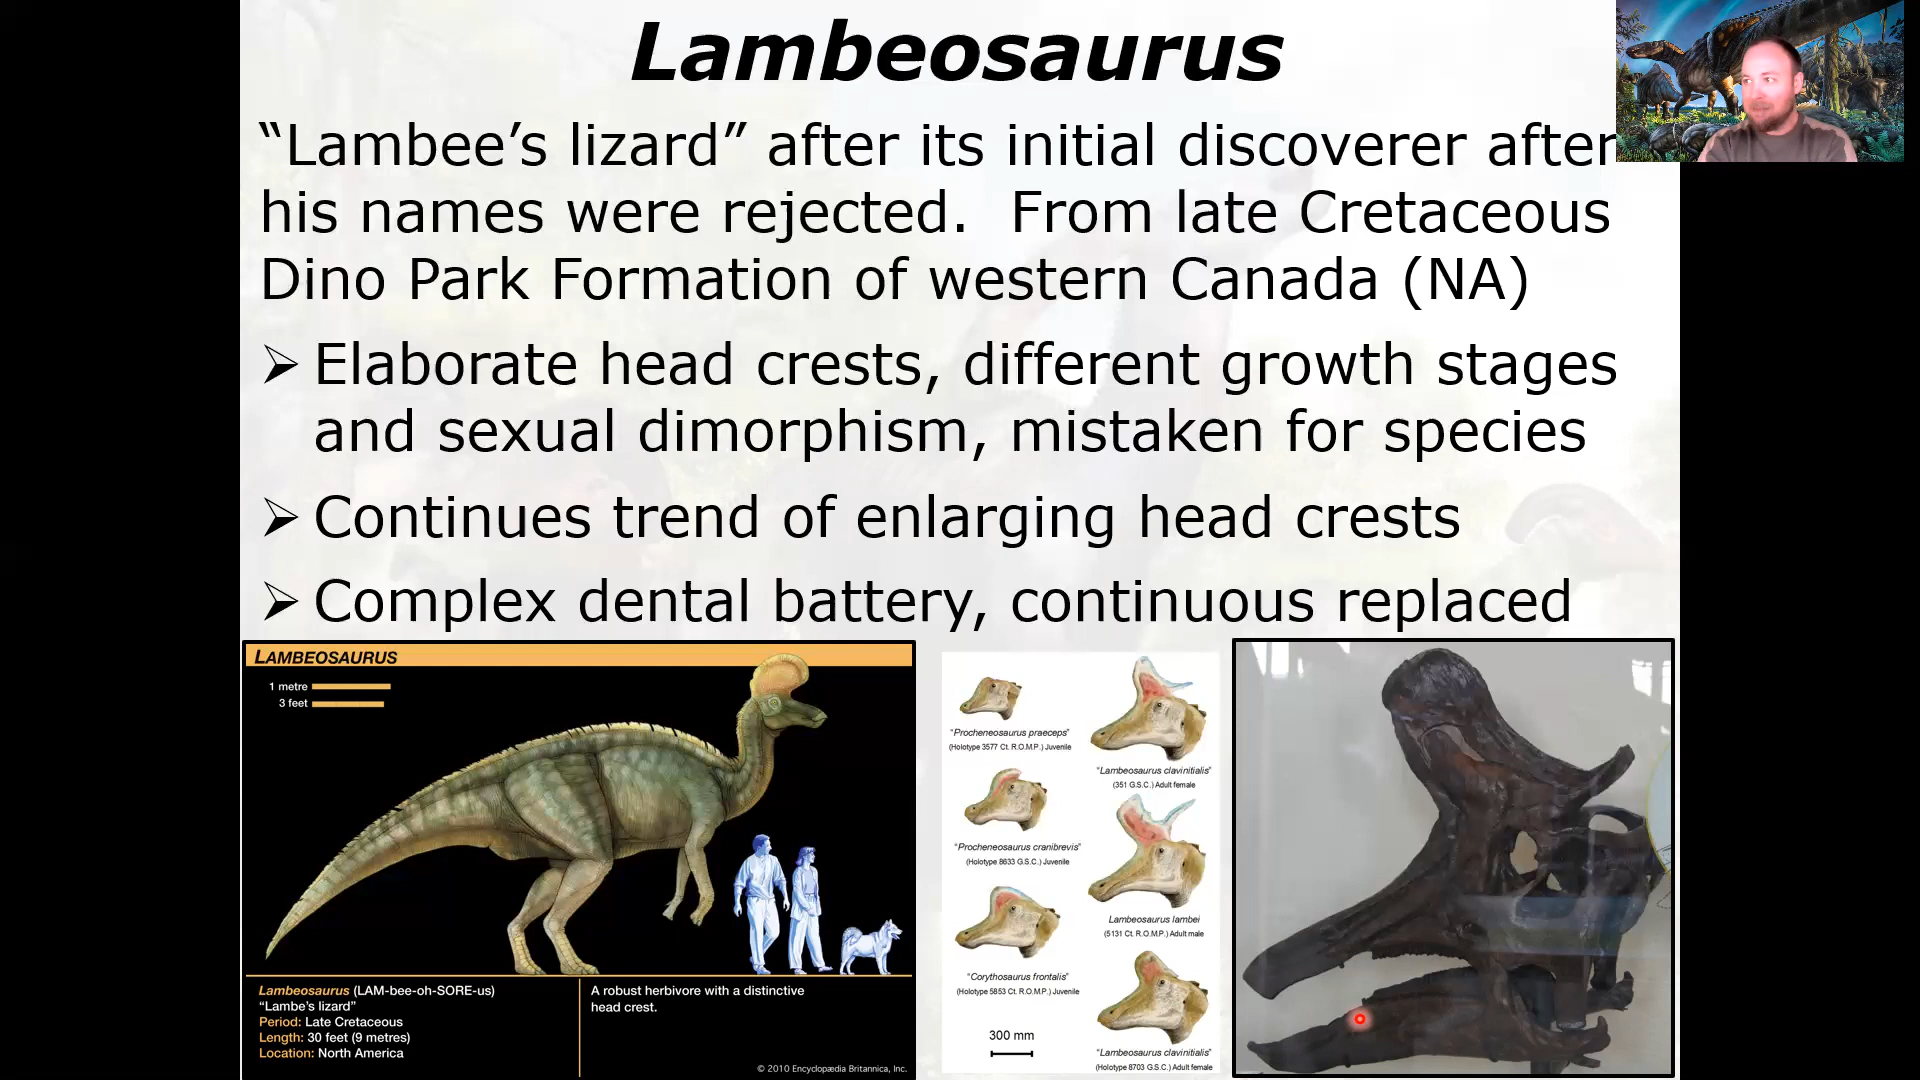 Lambeosaurus
“Lambee’s lizard” after its initial discoverer after
his names were rejected.  From late Cretaceous
Dino Park Formation of western Canada (NA)
➢ Elaborate head crests, different growth stages
and sexual dimorphism, mistaken for species
➢ Continues trend of enlarging head crests
➢ Complex dental battery, continuous replaced
LAMBEOSAURUS
1 metre
3 feet
Lambeosaurus (LAM-bee-oh-SORE-us)
“Lambe’s lizard”
Period: Late Cretaceous
Length: 30 feet (9 metres)
Location: North America
A robust herbivore with a distinctive
head crest.
© 2010 Encyclopædia Britannica, Inc.
"Procheneosaurus praeceps"
(Holotype 3577 Ct. R.O.M.P.) Juvenile
"Procheneosaurus cranibrevis"
(Holotype 8633 G.S.C.) Juvenile
"Corythosaurus frontalis"
(Holotype 5853 Ct. R.O.M.P.) Juvenile
300 mm
"Lambeosaurus clavinitialis"
(351 G.S.C.) Adult female
Lambeosaurus lambei
(5131 Ct. R.O.M.P.) Adult male
"Lambeosaurus clavinitialis"
(Holotype 8703 G.S.C.) Adult female